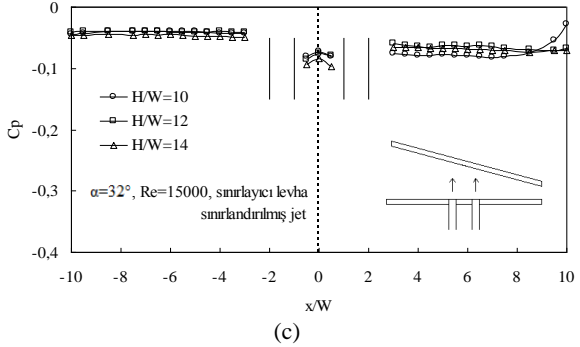 0
-0,1
-0,2
-0,3
-0,4
Cp
H/W=10
H/W=12
H/W=14
α=32°, Re=15000, sınırlayıcı levha
sınırlandırılmış jet
-10 -8 -6 -4 -2 0 2 4 6 8 10
x/W
(c)